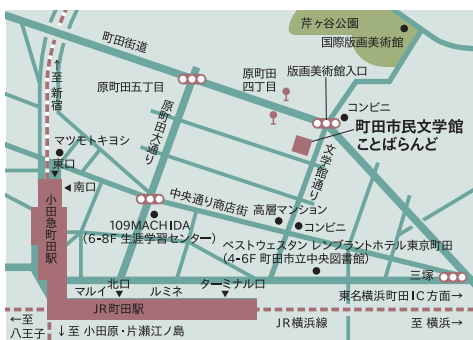 芹ヶ谷公園
国際版画美術館
町田街道
←至 新宿
原町田五丁目
原町田
四丁目
版画美術館入口
コンビニ
町田市民文学館
ことばらんど
原町田大通り
文学館通り
マツモトキヨシ
東口
南口
小田急町田駅
中央通り商店街
高層マンション
コンビニ
109MACHIDA
(6-8F 生涯学習センター)
ベストウェスタン レンブラントホテル東京町田
(4-6F 町田市立中央図書館)
三塚
北口
ターミナル口
マルイ
ルミネ
東名横浜町田IC方面→
JR町田駅
←至
八王子
↓至 小田原・片瀬江ノ島
JR横浜線
至 横浜→